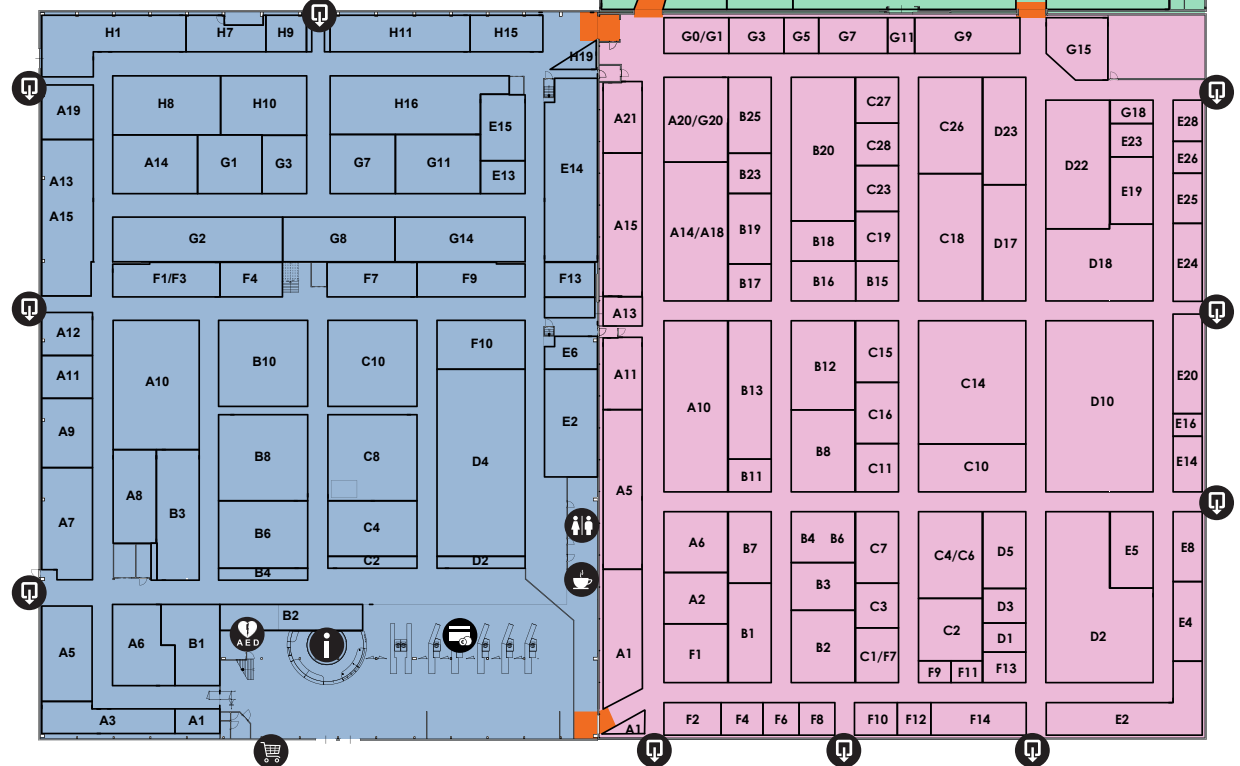 H1
H7
H9
H11
H15
H19
A19
H8
H10
H16
E15
A14
G1
G3
G7
G11
E13
E14
A13
A15
G2
G8
G14
F1/F3
F4
F7
F9
F13
A12
A11
A10
B10
C10
F10
E6
A9
B8
C8
D4
E2
A8
B3
A7
B6
C4
B4
C2
D2
B2
A6
B1
A5
AED
i
A3
A1
G0/G1
G3
G5
G7
G11
G9
G15
A21
A20/G20
B25
B20
C27
C28
C26
D23
D22
G18
E23
E28
E26
A15
B23
C23
E19
E25
A14/A18
B19
B18
C19
C18
D17
D18
E24
B17
B16
B15
A13
A11
A10
B13
B12
C15
C14
D10
E20
C16
E16
A5
B11
B8
C11
C10
E14
A6
B7
B4 B6
C7
C4/C6
D5
E5
E8
A2
B3
C3
D3
A1
F1
B1
B2
C1/F7
C2
D1
D2
E4
F9
F11
F13
A1
F2
F4
F6
F8
F10
F12
F14
E2